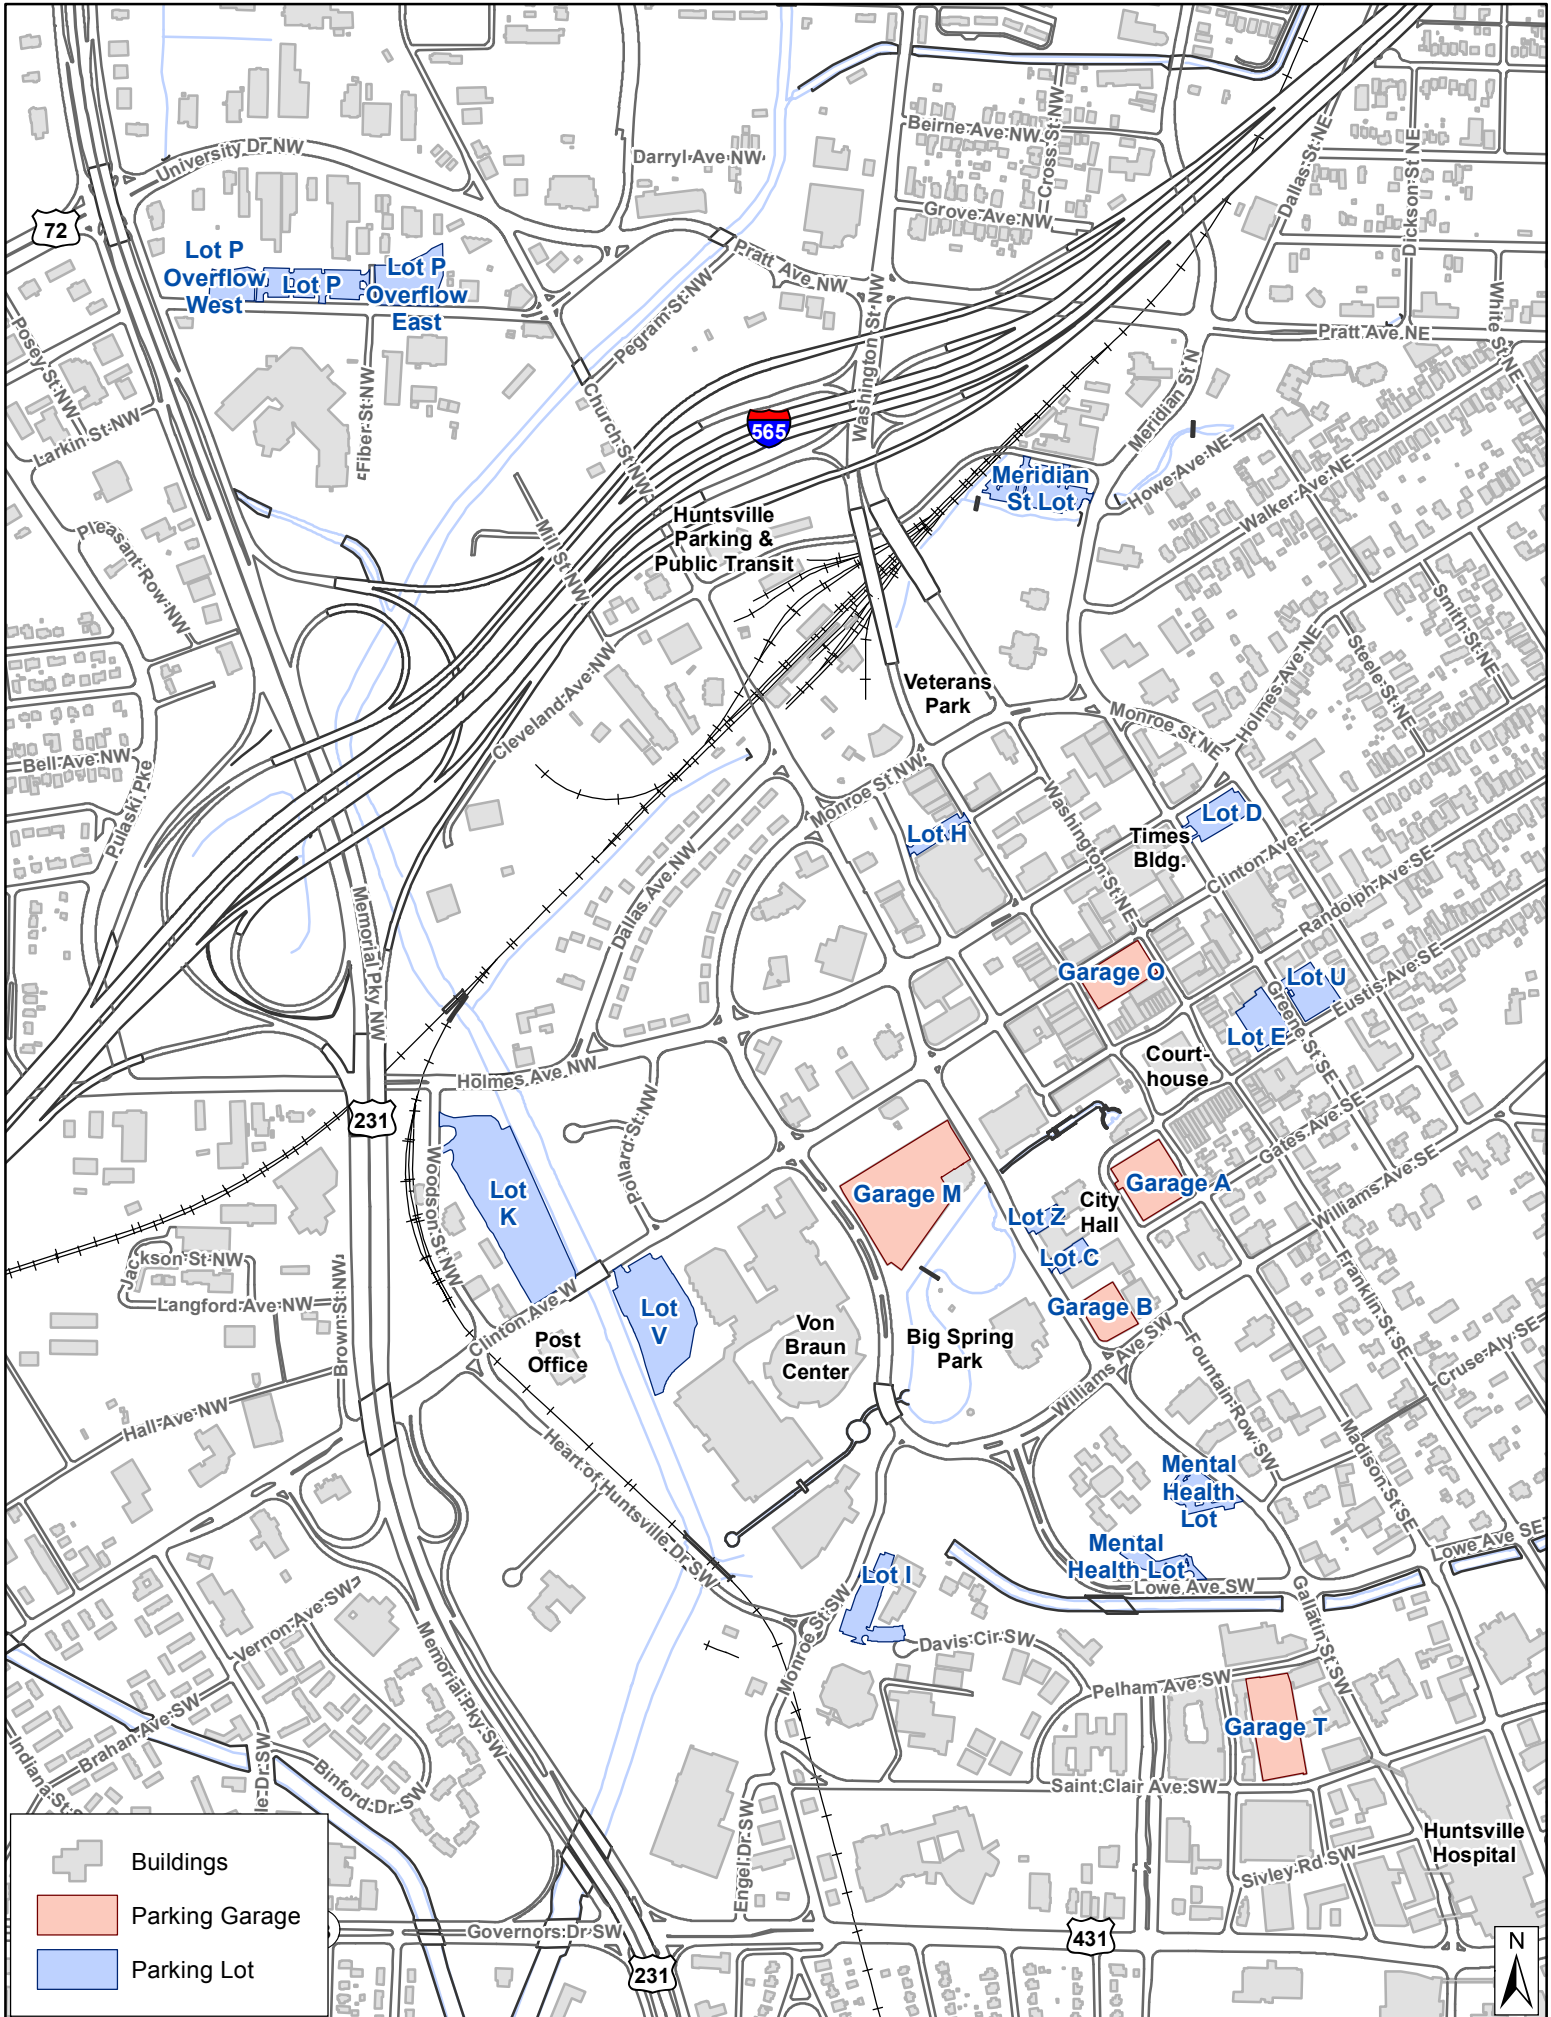 Beirne Ave NW
Cross St NW
Dallas St NE
Dickson St NE
University Dr NW
Darryl Ave NW
Grove Ave NW
72
Lot P
Overflow
West
Lot P
Lot P
Overflow
East
Pratt Ave NW
Pegram St NW
Washington St NW
White St NE
Pratt Ave NE
Posey St NW
Larkin St NW
Fiber St NW
Church St NW
565
Meridian St N
Meridian
St Lot
Howe Ave NE
Walker Ave NE
Pleasant Row NW
Mill St NW
Huntsville
Parking &
Public Transit
Smith St NE
Steele St NE
Holmes Ave NE
Cleveland Ave NW
Veterans
Park
Monroe St NE
Bell Ave NW
Pulaski Pke
Monroe St NW
Washington St NE
Lot H
Lot D
Times
Bldg.
Clinton Ave E
Randolph Ave SE
Dallas Ave NW
Memorial Pky NW
Garage O
Lot U
Eustis Ave SE
Lot E
Greene St SE
Court-
house
Holmes Ave NW
231
Pollard St NW
Woodson St NW
Gates Ave SE
Williams Ave SE
Lot
K
Garage M
Garage A
City
Hall
Lot Z
Lot C
Jackson St NW
Langford Ave NW
Brown St NW
Clinton Ave W
Post
Office
Lot
V
Von
Braun
Center
Big Spring
Park
Garage B
Williams Ave SW
Franklin St SE
Fountain Row SW
Cruse Aly SE
Hall Ave NW
Heart of Huntsville Dr SW
Madison St SE
Mental
Health
Lot
Mental
Health Lot
Lowe Ave SE
Lowe Ave SW
Lot I
Monroe St SW
Davis Cir SW
Gallatin St SW
Vernon Ave SW
Memorial Pky SW
Pelham Ave SW
Garage T
Brahan Ave SW
Binford Dr SW
Indiana St S
le Dr SW
Saint Clair Ave SW
Engel Dr SW
Huntsville
Hospital
Sivley Rd SW
Governors Dr SW
431
231
Buildings
Parking Garage
Parking Lot
N